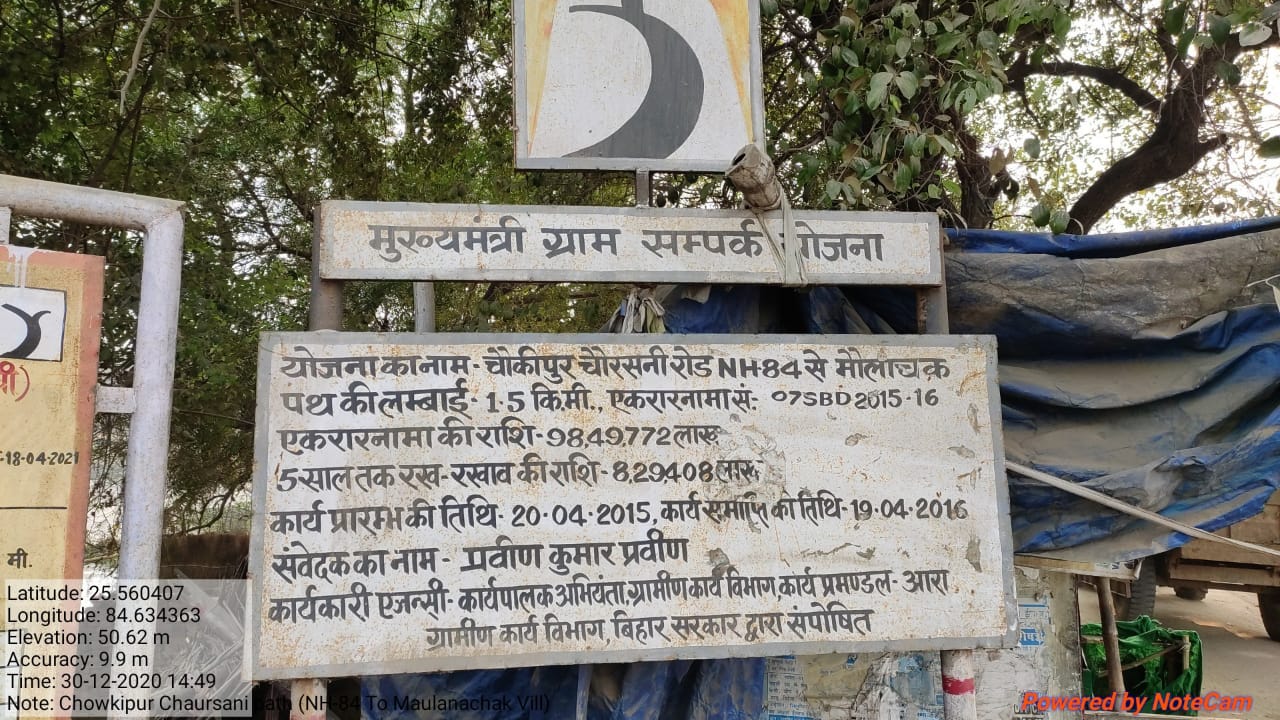 मुख्यमंत्री ग्राम सम्पर्क योजना
योजना का नाम - चौकीपुर चौरसनी रोड NH-84 से मौलाचक
पथ की लम्बाई - 1.5 कि.मी., एकरारनामा सं: 07SBD2015-16
एकरारनामा की राशि - 98,49,772 लाख
5 साल तक रख-रखाव की राशि - 8,29,408 लाख
कार्य प्रारम्भ की तिथि - 20.04.2015, कार्य समाप्ति की तिथि - 19.04.2016
संवेदक का नाम - प्रवीण कुमार प्रवीण
कार्यकारी एजेन्सी - कार्यपालक अभियंता, ग्रामीण कार्य विभाग, कार्य प्रमण्डल - आरा
ग्रामीण कार्य विभाग, बिहार सरकार द्वारा संपोषित
-18-04-2021
मी.
Latitude: 25.560407
Longitude: 84.634363
Elevation: 50.62 m
Accuracy: 9.9 m
Time: 30-12-2020 14:49
Note: Chowkipur Chaursani Path (NH-84 To Maulanachak Vill)
Powered by NoteCam